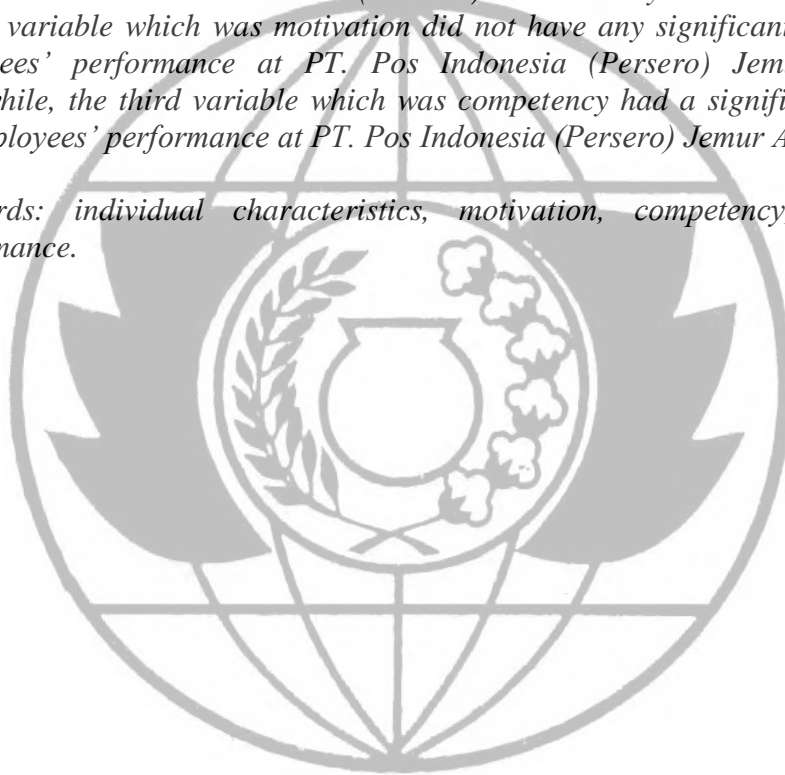 variable which was motivation did not have any significant
ees' performance at PT. Pos Indonesia (Persero) Jem
hile, the third variable which was competency had a signifi
ployees' performance at PT. Pos Indonesia (Persero) Jemur A
rds: individual characteristics, motivation, competency,
mance.